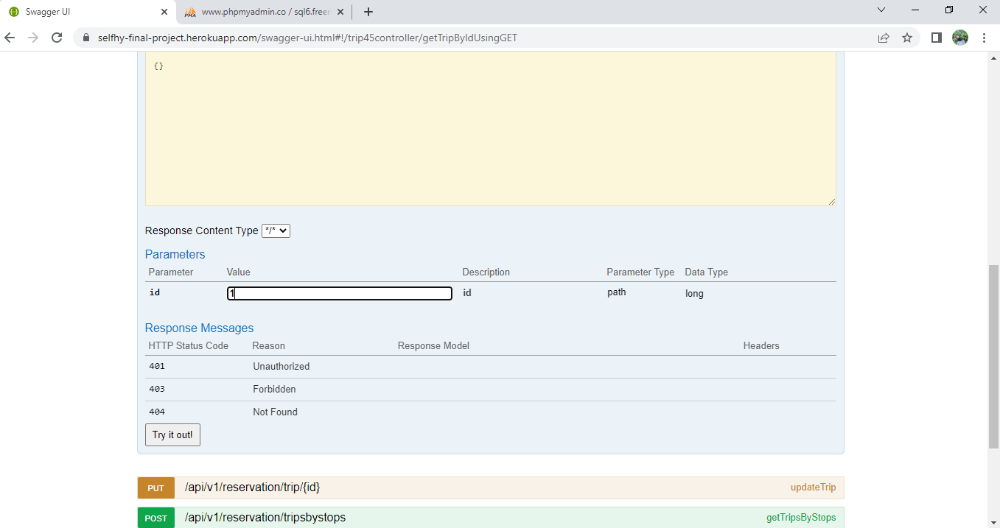 Swagger UI
www.phpmyadmin.co / sql6.freer
selfhy-final-project.herokuapp.com/swagger-ui.html#!/trip45controller/getTripByIdUsingGET
{}
Response Content Type */*
Parameters
Parameter Value Description Parameter Type Data Type
id 1 id path long
Response Messages
HTTP Status Code Reason Response Model Headers
401 Unauthorized
403 Forbidden
404 Not Found
Try it out!
PUT /api/v1/reservation/trip/{id} updateTrip
POST /api/v1/reservation/tripsbystops getTripsByStops